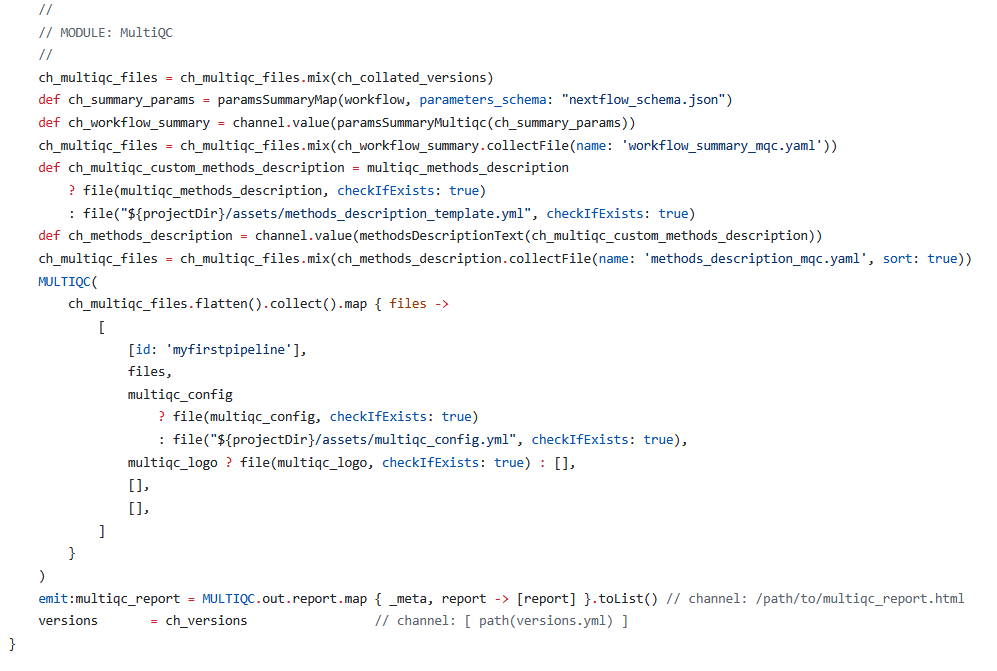 //
// MODULE: MultiQC
//
ch_multiqc_files = ch_multiqc_files.mix(ch_collated_versions)
def ch_summary_params = paramsSummaryMap(workflow, parameters_schema: "nextflow_schema.json")
def ch_workflow_summary = channel.value(paramsSummaryMultiqc(ch_summary_params))
ch_multiqc_files = ch_multiqc_files.mix(ch_workflow_summary.collectFile(name: 'workflow_summary_mqc.yaml'))
def ch_multiqc_custom_methods_description = multiqc_methods_description
    ? file(multiqc_methods_description, checkIfExists: true)
    : file("${projectDir}/assets/methods_description_template.yml", checkIfExists: true)
def ch_methods_description = channel.value(methodsDescriptionText(ch_multiqc_custom_methods_description))
ch_multiqc_files = ch_multiqc_files.mix(ch_methods_description.collectFile(name: 'methods_description_mqc.yaml', sort: true))
MULTIQC(
    ch_multiqc_files.flatten().collect().map { files ->
        [
            [id: 'myfirstpipeline'],
            files,
            multiqc_config
                ? file(multiqc_config, checkIfExists: true)
                : file("${projectDir}/assets/multiqc_config.yml", checkIfExists: true),
            multiqc_logo ? file(multiqc_logo, checkIfExists: true) : [],
            [],
            [],
        ]
    }
)
emit:multiqc_report = MULTIQC.out.report.map { _meta, report -> [report] }.toList() // channel: /path/to/multiqc_report.html
versions       = ch_versions                 // channel: [ path(versions.yml) ]
}